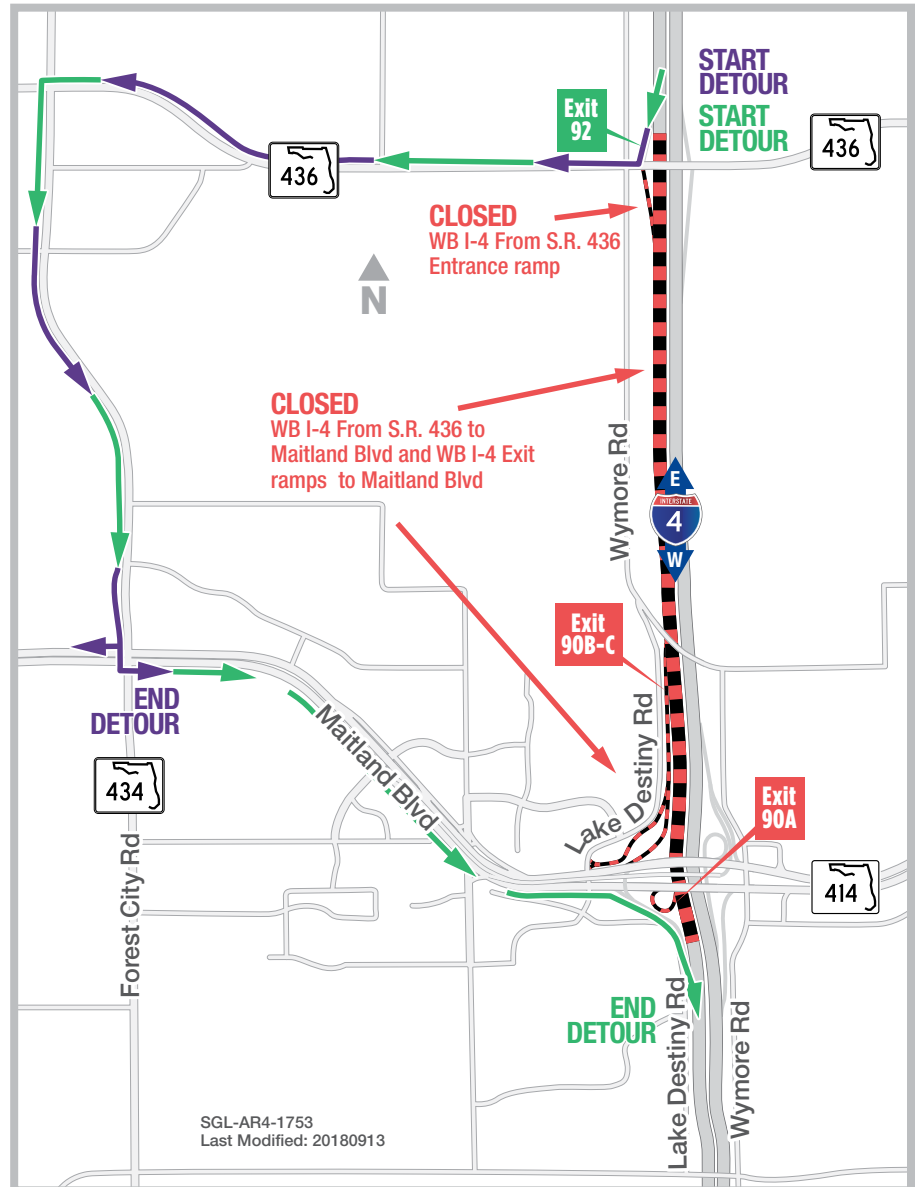 START
DETOUR
START
DETOUR
Exit
92
436
436
CLOSED
WB I-4 From S.R. 436
Entrance ramp
N
CLOSED
WB I-4 From S.R. 436 to
Maitland Blvd and WB I-4 Exit
ramps to Maitland Blvd
Wymore Rd
E
INTERSTATE
4
W
Exit
90B-C
END
DETOUR
Maitland Blvd
Lake Destiny Rd
434
Exit
90A
414
Forest City Rd
END
DETOUR
Lake Destiny Rd
Wymore Rd
SGL-AR4-1753
Last Modified: 20180913